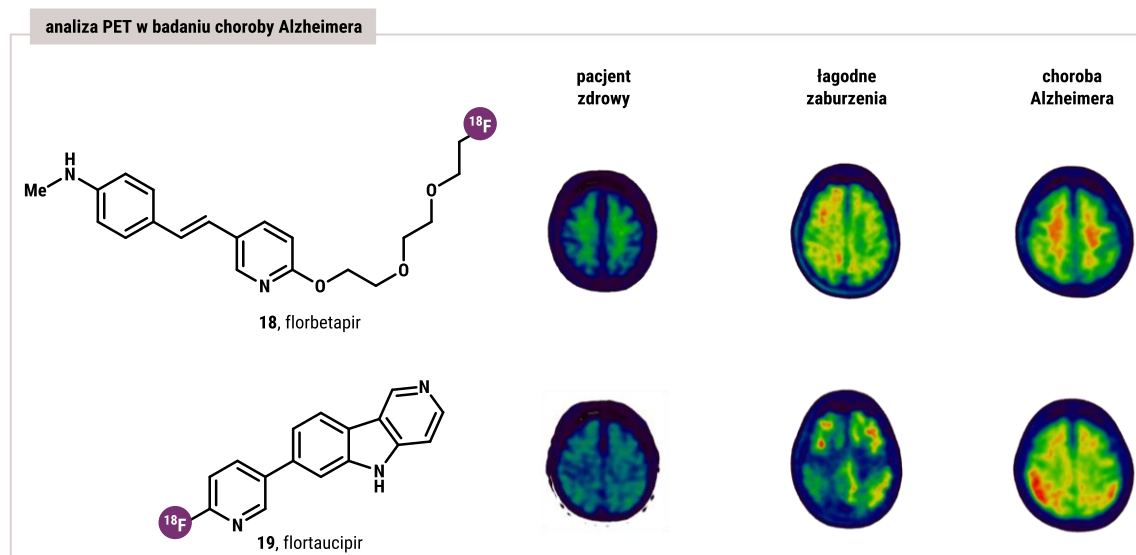 analiza PET w badaniu choroby Alzheimera
pacjent
zdrowy
łagodne
zaburzenia
choroba
Alzheimera
18F
H
N
Me
O
O
N
O
18, florbetapir
N
N
H
18F
N
19, flortaucipir